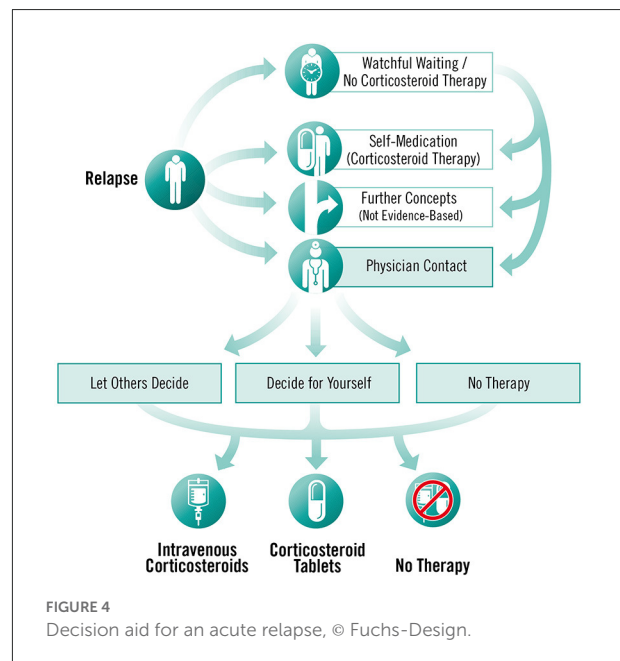 Watchful Waiting /
No Corticosteroid Therapy
Self-Medication
(Corticosteroid Therapy)
Relapse
Further Concepts
(Not Evidence-Based)
Physician Contact
Let Others Decide
Decide for Yourself
No Therapy
Intravenous
Corticosteroids
Corticosteroid
Tablets
No Therapy
FIGURE 4
Decision aid for an acute relapse, © Fuchs-Design.